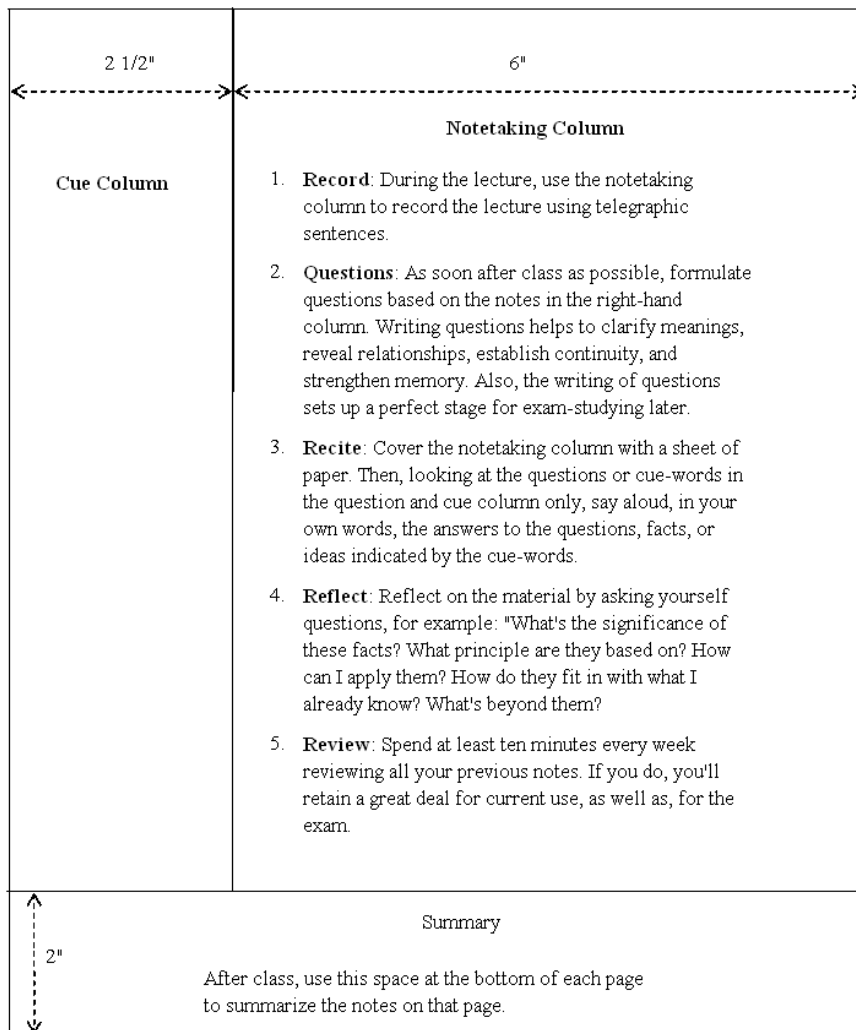 2 1/2"
6"
Notetaking Column
Cue Column
1. Record: During the lecture, use the notetaking
column to record the lecture using telegraphic
sentences.
2. Questions: As soon after class as possible, formulate
questions based on the notes in the right-hand
column. Writing questions helps to clarify meanings,
reveal relationships, establish continuity, and
strengthen memory. Also, the writing of questions
sets up a perfect stage for exam-studying later.
3. Recite: Cover the notetaking column with a sheet of
paper. Then, looking at the questions or cue-words in
the question and cue column only, say aloud, in your
own words, the answers to the questions, facts, or
ideas indicated by the cue-words.
4. Reflect: Reflect on the material by asking yourself
questions, for example: "What's the significance of
these facts? What principle are they based on? How
can I apply them? How do they fit in with what I
already know? What's beyond them?
5. Review: Spend at least ten minutes every week
reviewing all your previous notes. If you do, you'll
retain a great deal for current use, as well as, for the
exam.
Summary
2"
After class, use this space at the bottom of each page
to summarize the notes on that page.